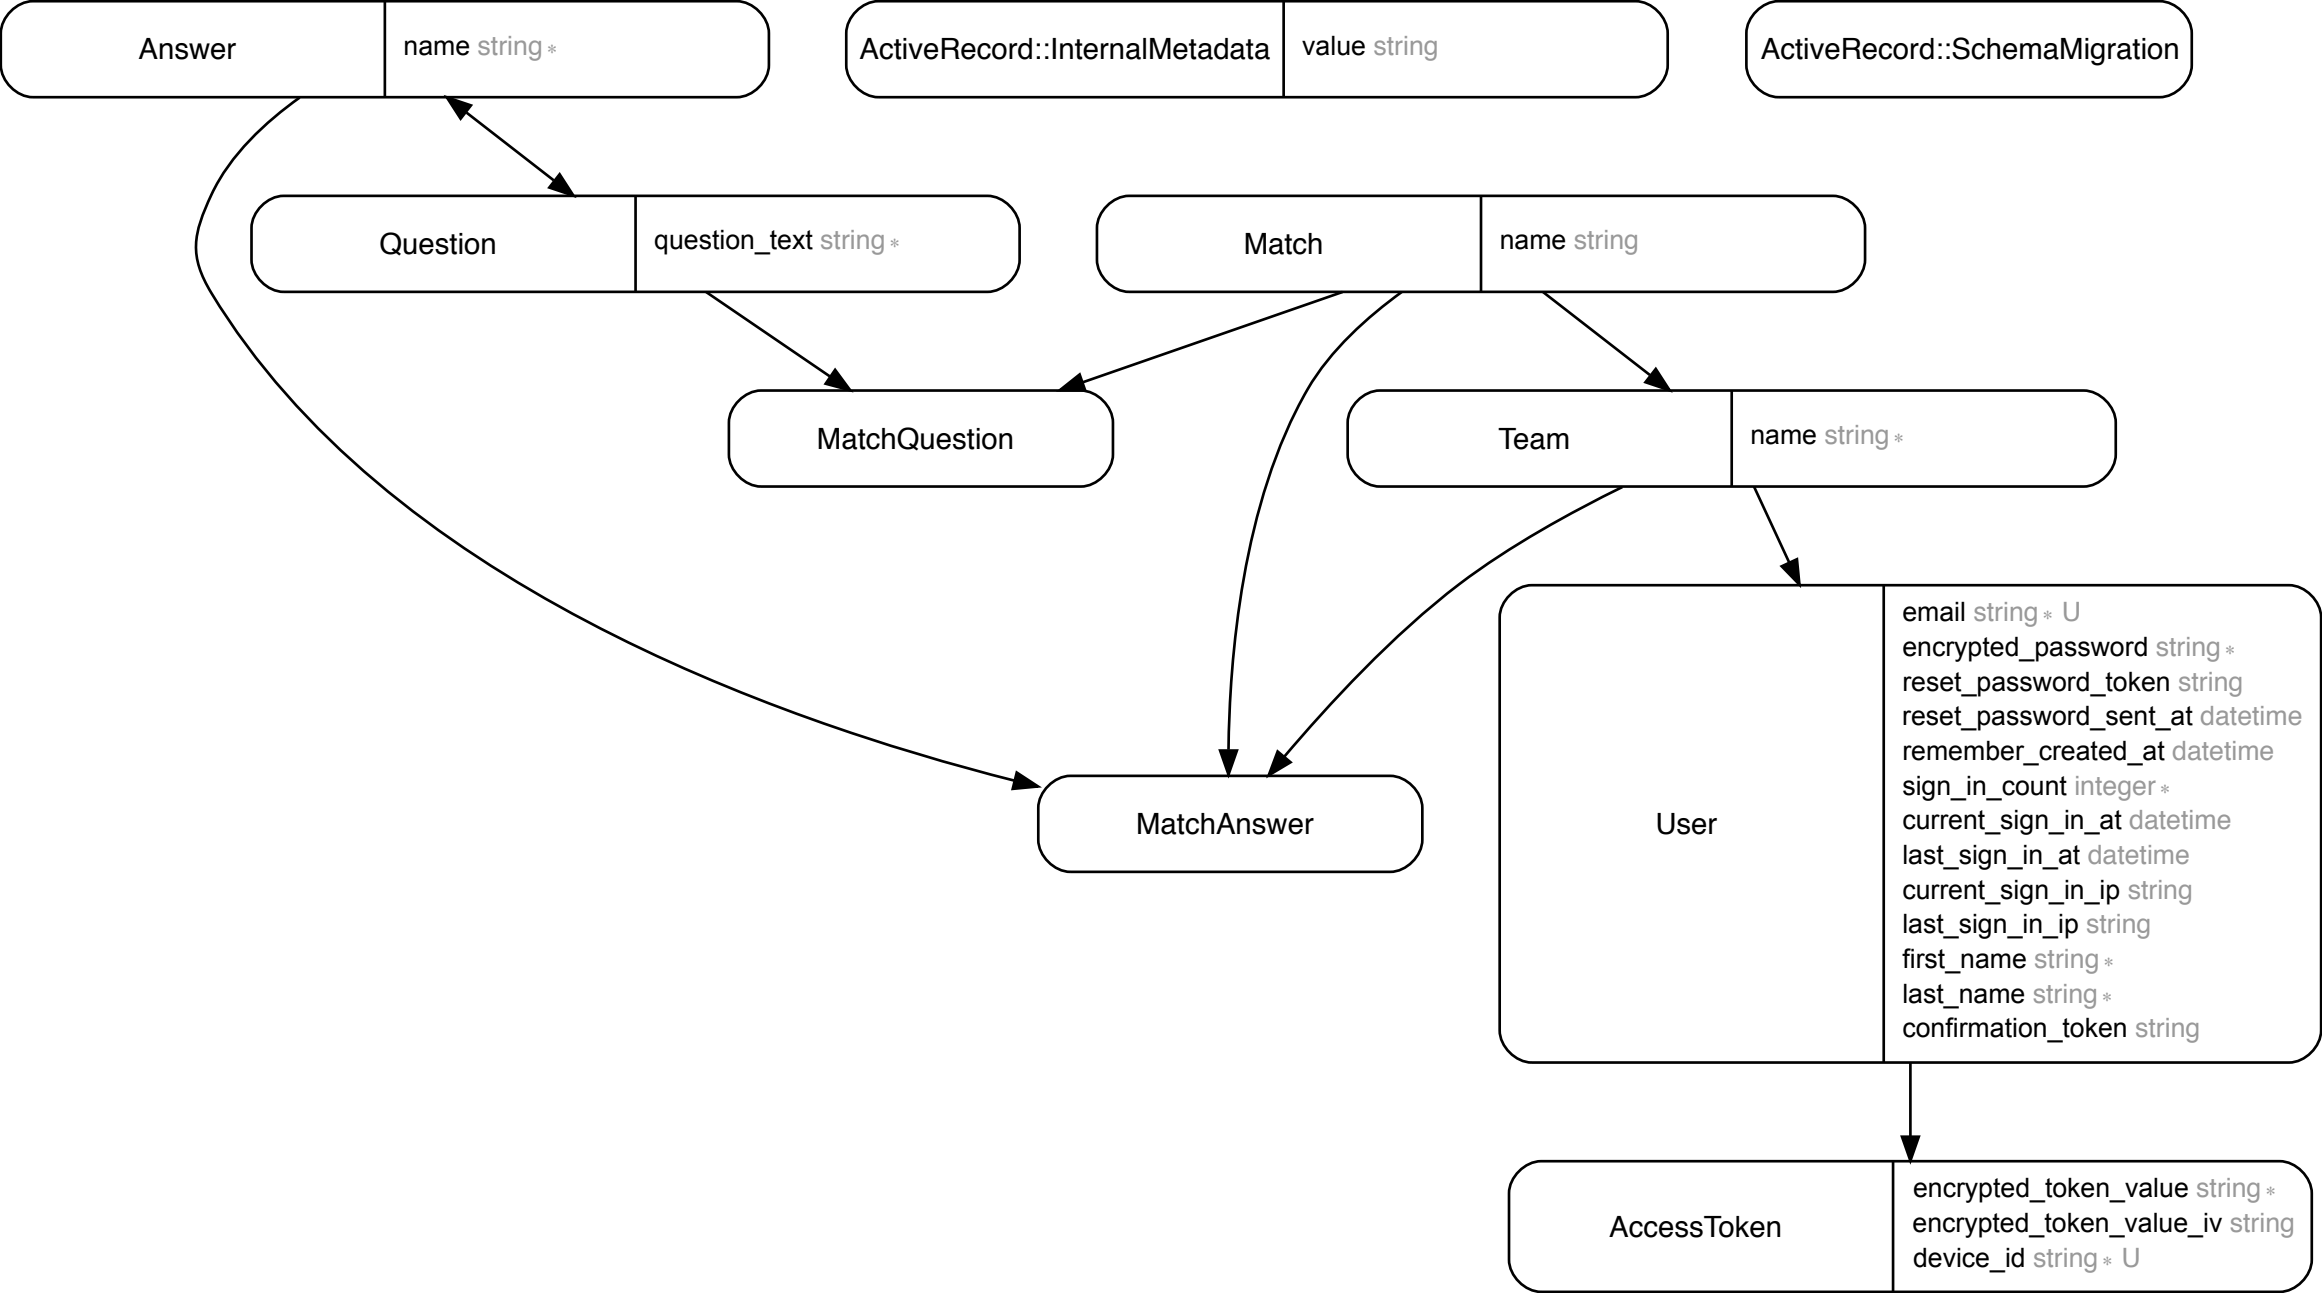 Answer
name string *
ActiveRecord::InternalMetadata
value string
ActiveRecord::SchemaMigration
Question
question_text string *
Match
name string
MatchQuestion
Team
name string *
MatchAnswer
User
email string * U
encrypted_password string *
reset_password_token string
reset_password_sent_at datetime
remember_created_at datetime
sign_in_count integer *
current_sign_in_at datetime
last_sign_in_at datetime
current_sign_in_ip string
last_sign_in_ip string
first_name string *
last_name string *
confirmation_token string
AccessToken
encrypted_token_value string *
encrypted_token_value_iv string
device_id string * U